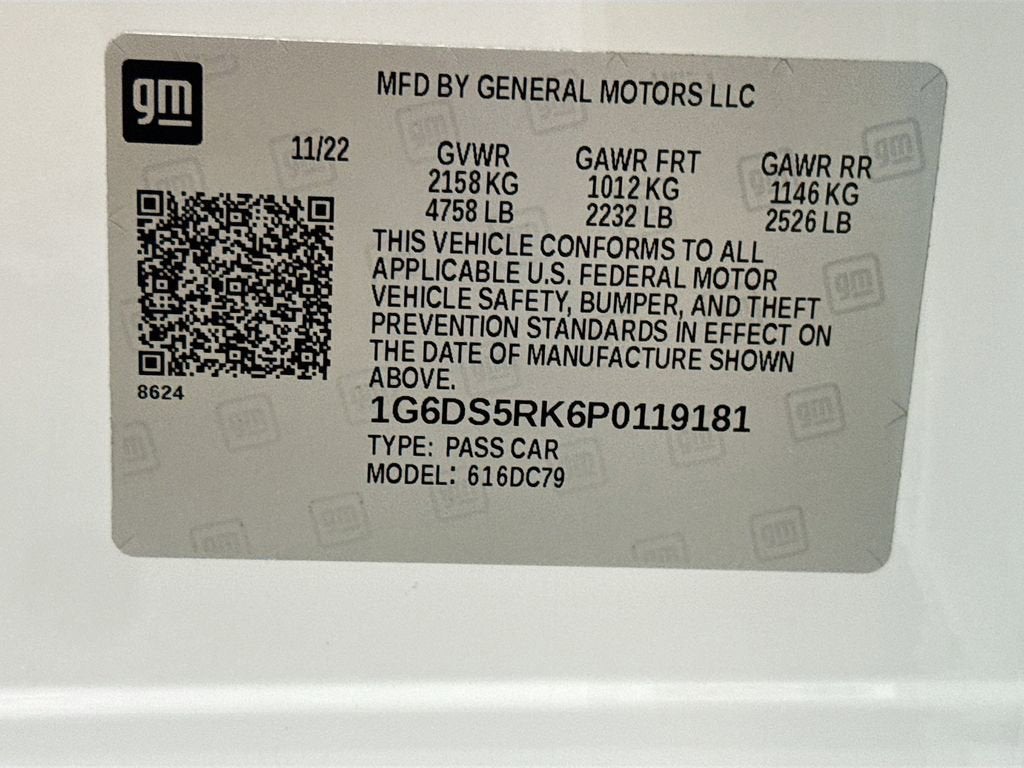 gm
MFD BY GENERAL MOTORS LLC
11/22
GVWR GAWR FRT GAWR RR
2158 KG 1012 KG 1146 KG
4758 LB 2232 LB 2526 LB
THIS VEHICLE CONFORMS TO ALL
APPLICABLE U.S. FEDERAL MOTOR
VEHICLE SAFETY, BUMPER, AND THEFT
PREVENTION STANDARDS IN EFFECT ON
THE DATE OF MANUFACTURE SHOWN
ABOVE.
8624
1G6DS5RK6P0119181
TYPE: PASS CAR
MODEL: 616DC79